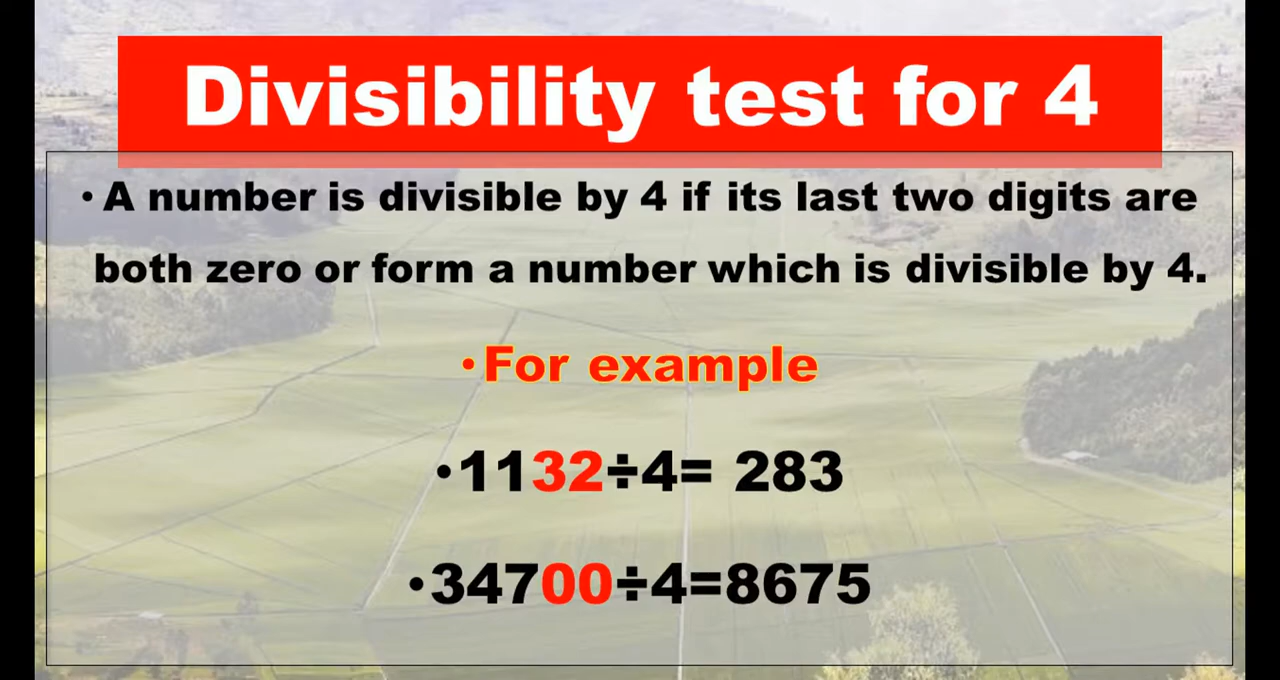 Divisibility test for 4
• A number is divisible by 4 if its last two digits are
both zero or form a number which is divisible by 4.
•For example
•1132÷4= 283
•34700÷4=8675